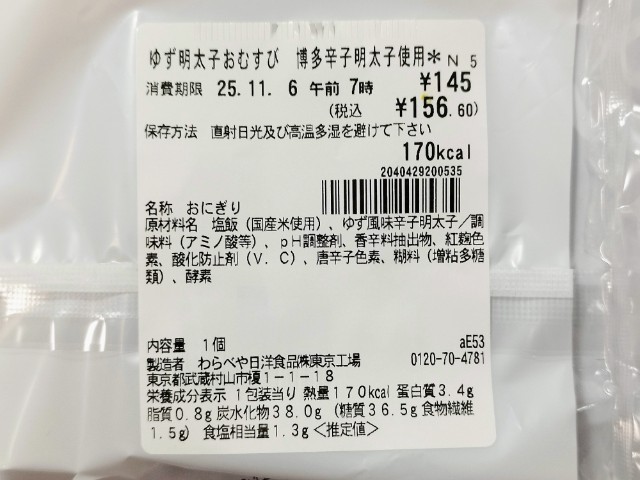 ゆず明太子おむすび 博多辛子明太子使用＊N5
消費期限 25.11. 6 午前 7時 ¥145
(税込 ¥156.60)
保存方法 直射日光及び高温多湿を避けて下さい
170kcal
2040429200535
名称 おにぎり
原材料名 塩飯（国産米使用）、ゆず風味辛子明太子／調
味料（アミノ酸等）、pH調整剤、香辛料抽出物、紅麹色
素、酸化防止剤（V．C）、唐辛子色素、糊料（増粘多糖
類）、酵素
内容量 1個 aE53
製造者 わらべや日洋食品㈱東京工場 0120-70-4781
東京都武蔵村山市榎1－1－18
栄養成分表示 1包装当り 熱量170kcal 蛋白質3.4g
脂質0.8g 炭水化物38.0g （糖質36.5g 食物繊維
1.5g） 食塩相当量1.3g＜推定値＞